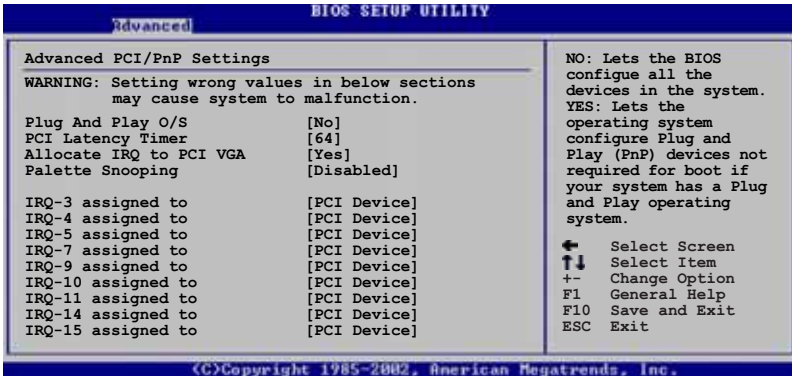 BIOS SETUP UTILITY
Advanced
Advanced PCI/PnP Settings
WARNING: Setting wrong values in below sections
may cause system to malfunction.
Plug And Play O/S [No]
PCI Latency Timer [64]
Allocate IRQ to PCI VGA [Yes]
Palette Snooping [Disabled]
IRQ-3 assigned to [PCI Device]
IRQ-4 assigned to [PCI Device]
IRQ-5 assigned to [PCI Device]
IRQ-7 assigned to [PCI Device]
IRQ-9 assigned to [PCI Device]
IRQ-10 assigned to [PCI Device]
IRQ-11 assigned to [PCI Device]
IRQ-14 assigned to [PCI Device]
IRQ-15 assigned to [PCI Device]
NO: Lets the BIOS
configue all the
devices in the system.
YES: Lets the
operating system
configure Plug and
Play (PnP) devices not
required for boot if
your system has a Plug
and Play operating
system.
← Select Screen
↑↓ Select Item
+- Change Option
F1 General Help
F10 Save and Exit
ESC Exit
(C)Copyright 1985-2002, American Megatrends, Inc.